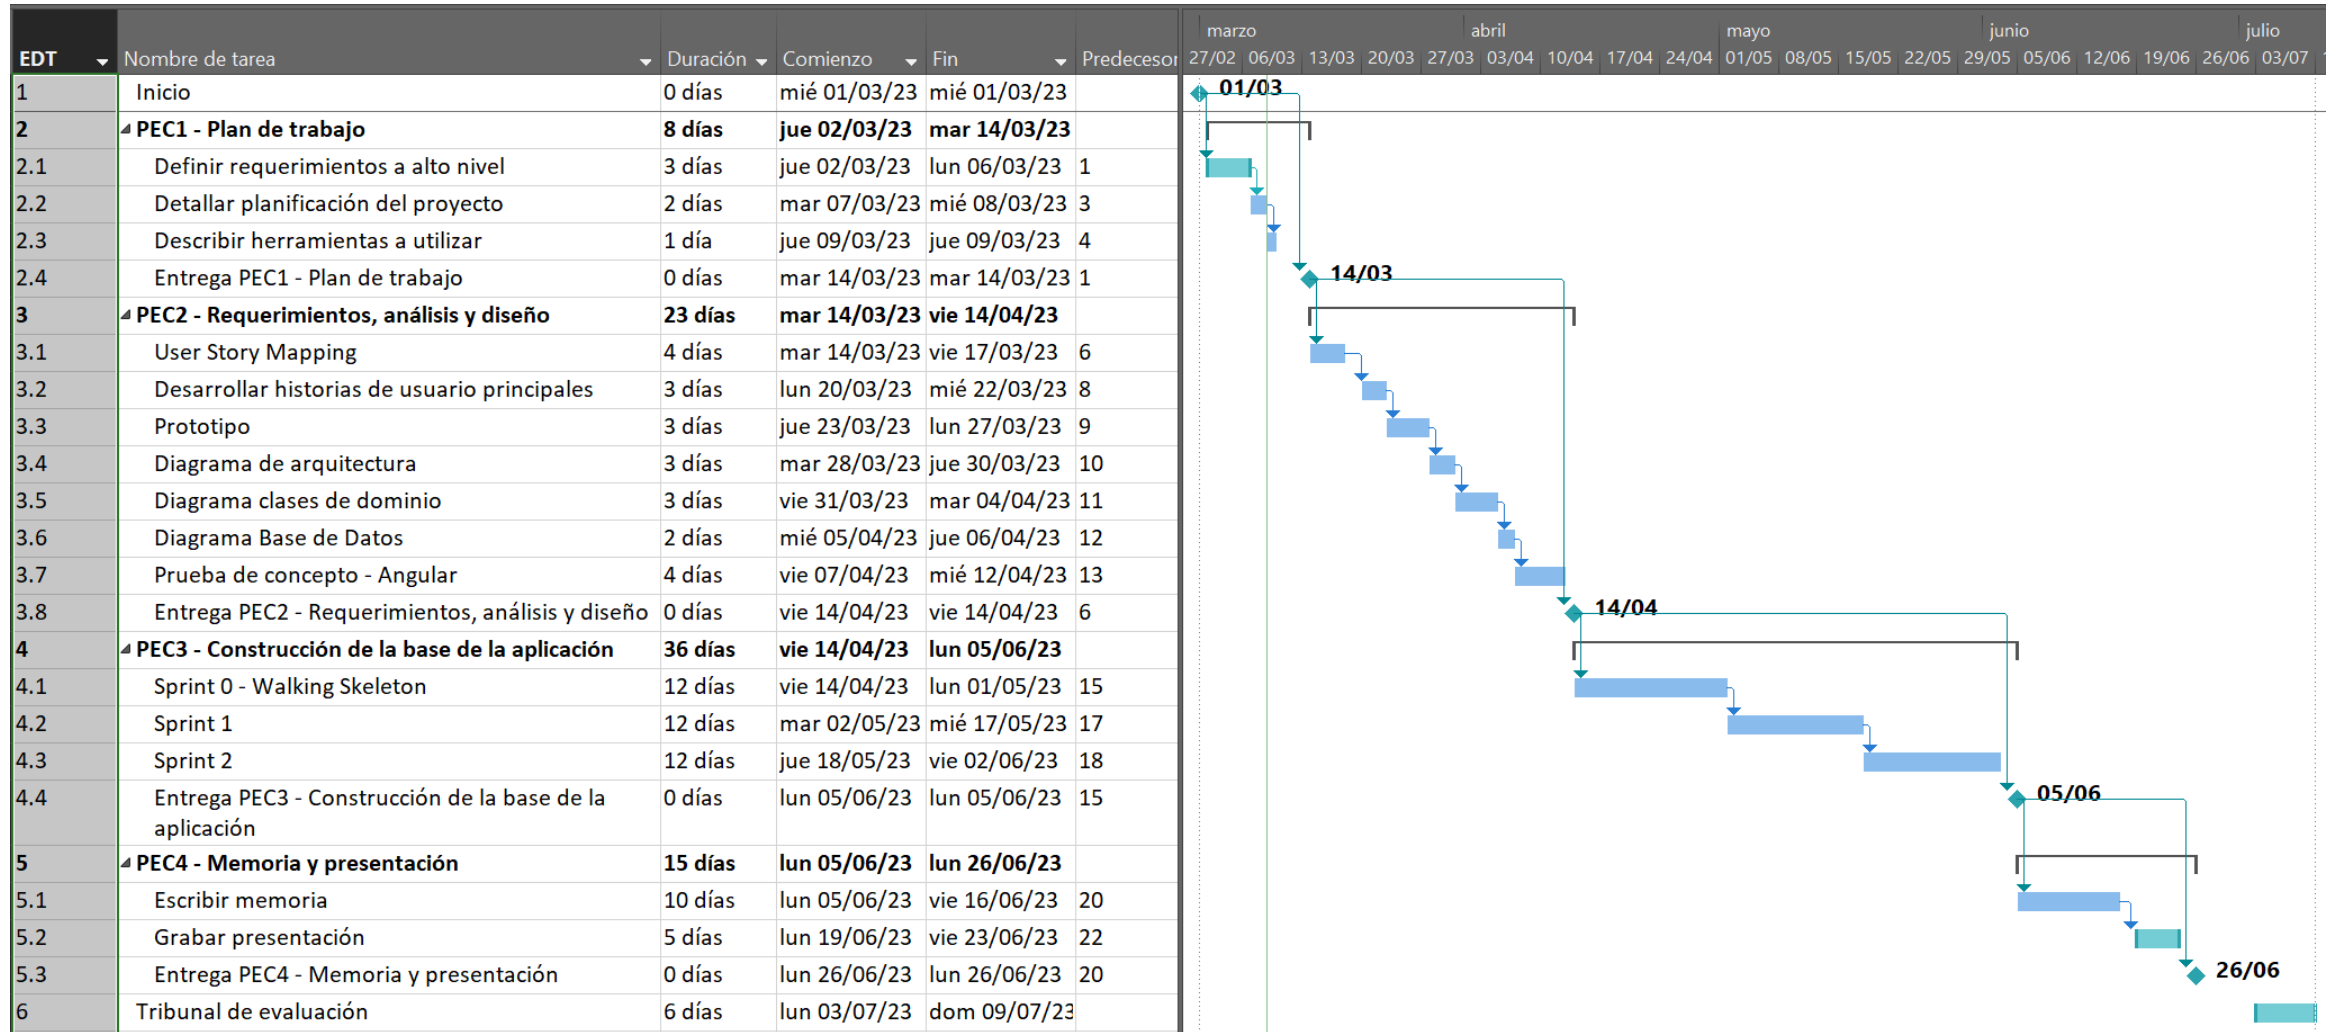 marzo abril mayo junio julio
EDT Nombre de tarea Duración Comienzo Fin Predecesor 27/02 06/03 13/03 20/03 27/03 03/04 10/04 17/04 24/04 01/05 08/05 15/05 22/05 29/05 05/06 12/06 19/06 26/06 03/07
1 Inicio 0 días mié 01/03/23 mié 01/03/23 01/03
2 PEC1 - Plan de trabajo 8 días jue 02/03/23 mar 14/03/23
2.1 Definir requerimientos a alto nivel 3 días jue 02/03/23 lun 06/03/23 1
2.2 Detallar planificación del proyecto 2 días mar 07/03/23 mié 08/03/23 3
2.3 Describir herramientas a utilizar 1 día jue 09/03/23 jue 09/03/23 4
2.4 Entrega PEC1 - Plan de trabajo 0 días mar 14/03/23 mar 14/03/23 1 14/03
3 PEC2 - Requerimientos, análisis y diseño 23 días mar 14/03/23 vie 14/04/23
3.1 User Story Mapping 4 días mar 14/03/23 vie 17/03/23 6
3.2 Desarrollar historias de usuario principales 3 días lun 20/03/23 mié 22/03/23 8
3.3 Prototipo 3 días jue 23/03/23 lun 27/03/23 9
3.4 Diagrama de arquitectura 3 días mar 28/03/23 jue 30/03/23 10
3.5 Diagrama clases de dominio 3 días vie 31/03/23 mar 04/04/23 11
3.6 Diagrama Base de Datos 2 días mié 05/04/23 jue 06/04/23 12
3.7 Prueba de concepto - Angular 4 días vie 07/04/23 mié 12/04/23 13
3.8 Entrega PEC2 - Requerimientos, análisis y diseño 0 días vie 14/04/23 vie 14/04/23 6 14/04
4 PEC3 - Construcción de la base de la aplicación 36 días vie 14/04/23 lun 05/06/23
4.1 Sprint 0 - Walking Skeleton 12 días vie 14/04/23 lun 01/05/23 15
4.2 Sprint 1 12 días mar 02/05/23 mié 17/05/23 17
4.3 Sprint 2 12 días jue 18/05/23 vie 02/06/23 18
4.4 Entrega PEC3 - Construcción de la base de la 0 días lun 05/06/23 lun 05/06/23 15 05/06
aplicación
5 PEC4 - Memoria y presentación 15 días lun 05/06/23 lun 26/06/23
5.1 Escribir memoria 10 días lun 05/06/23 vie 16/06/23 20
5.2 Grabar presentación 5 días lun 19/06/23 vie 23/06/23 22
5.3 Entrega PEC4 - Memoria y presentación 0 días lun 26/06/23 lun 26/06/23 20 26/06
6 Tribunal de evaluación 6 días lun 03/07/23 dom 09/07/23